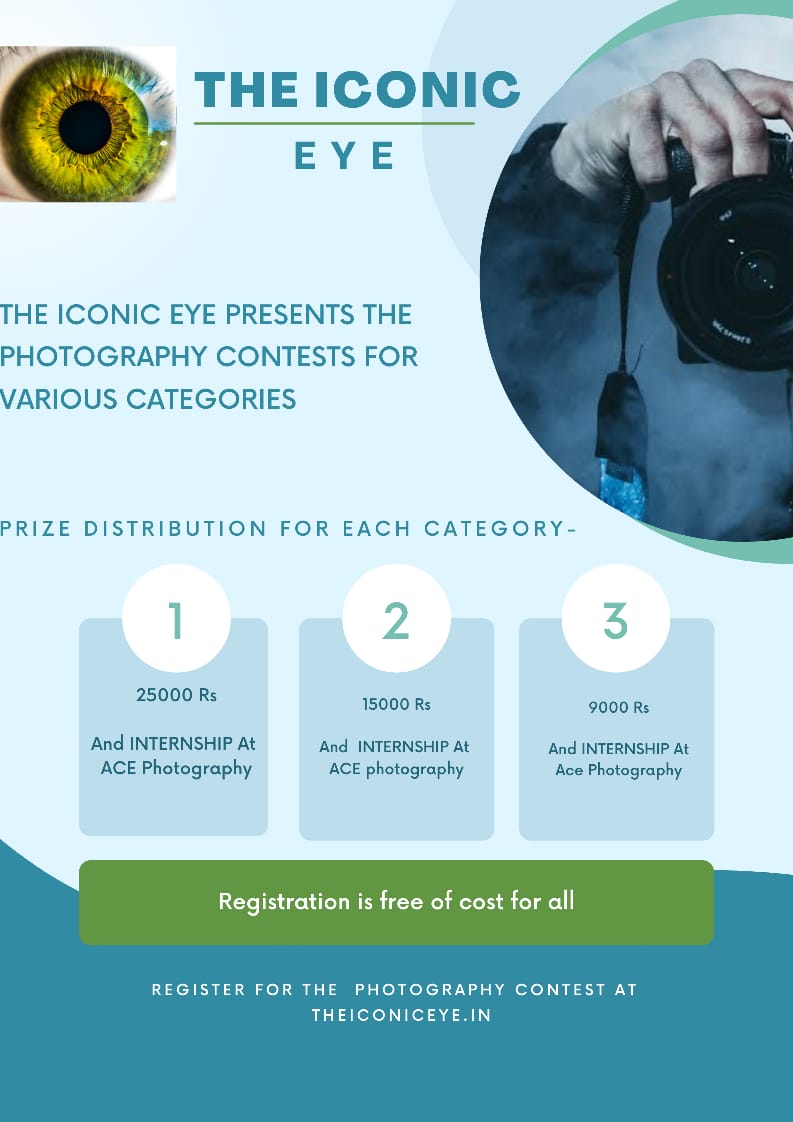 THE ICONIC
EYE
THE ICONIC EYE PRESENTS THE
PHOTOGRAPHY CONTESTS FOR
VARIOUS CATEGORIES
PRIZE DISTRIBUTION FOR EACH CATEGORY-
1
25000 Rs
And INTERNSHIP At
ACE Photography
2
15000 Rs
And INTERNSHIP At
ACE photography
3
9000 Rs
And INTERNSHIP At
Ace Photography
Registration is free of cost for all
REGISTER FOR THE PHOTOGRAPHY CONTEST AT
THEICONICEYE.IN